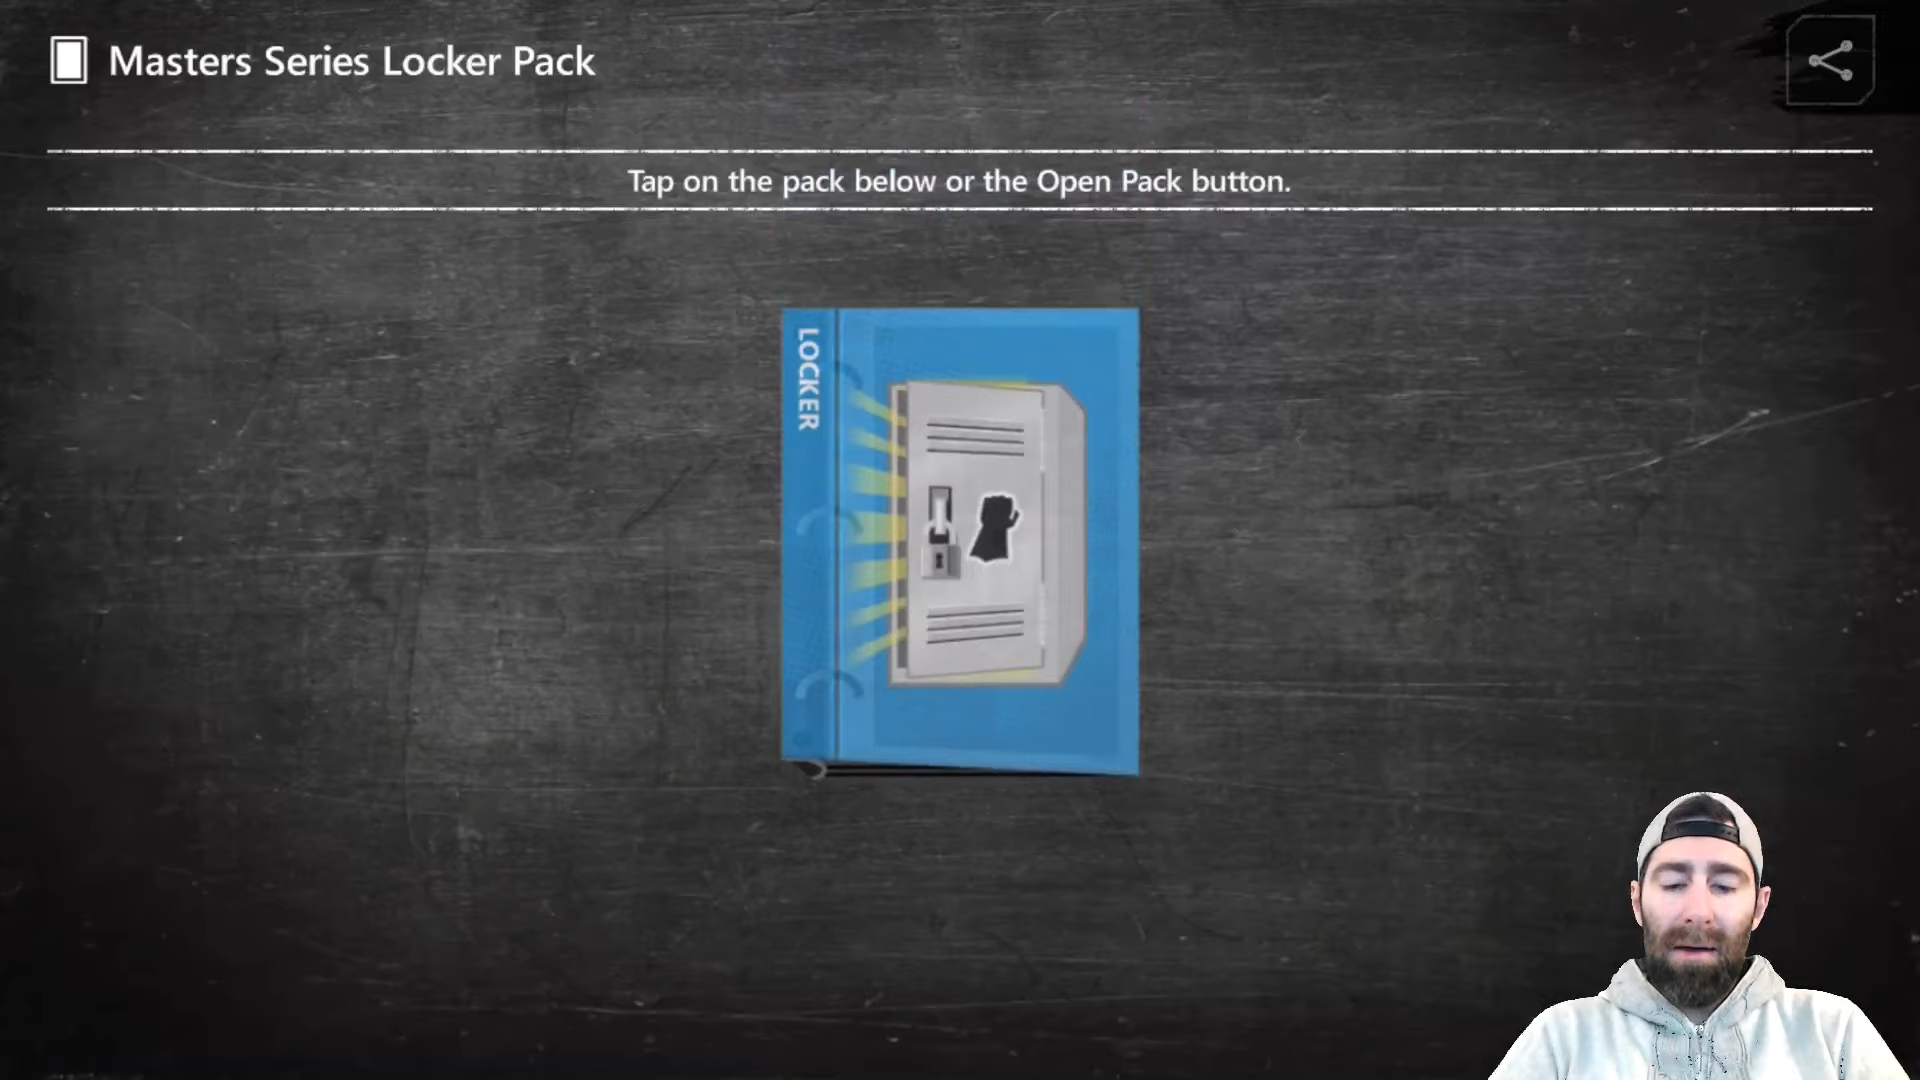 Masters Series Locker Pack
Tap on the pack below or the Open Pack button.
LOCKER